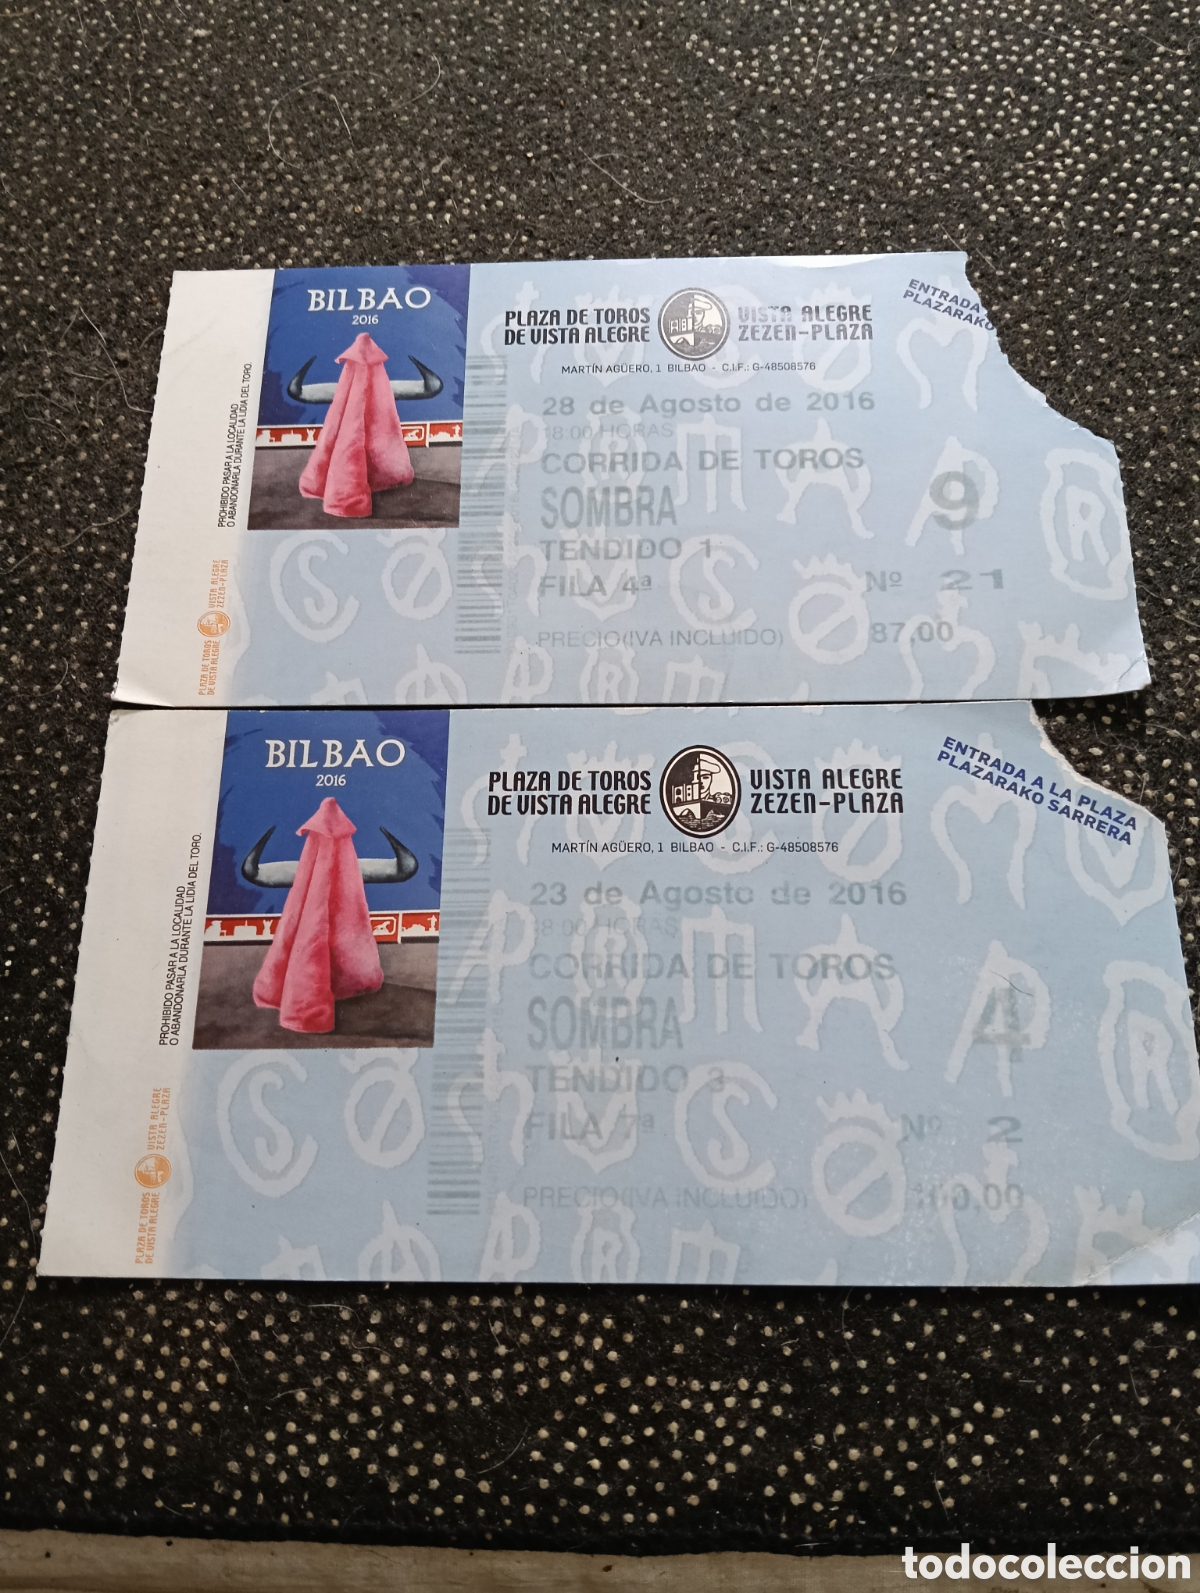 BILBAO
2016
PROHIBIDO PASAR A LA LOCALIDAD
O ABANDONARLA DURANTE LA LIDIA DEL TORO.
PLAZA DE TOROS
DE VISTA ALEGRE
VISTA ALEGRE
ZEZEN-PLAZA
PLAZA DE TOROS
DE VISTA ALEGRE
VISTA ALEGRE
ZEZEN-PLAZA
MARTÍN AGÜERO, 1 BILBAO - C.I.F.: G-48508576
ENTRADA
PLAZARAKO
28 de Agosto de 2016
18:00 HORAS
CORRIDA DE TOROS
SOMBRA 9
TENDIDO 1
FILA 4ª Nº 21
PRECIO(IVA INCLUIDO) 87,00
BILBAO
2016
PROHIBIDO PASAR A LA LOCALIDAD
O ABANDONARLA DURANTE LA LIDIA DEL TORO.
PLAZA DE TOROS
DE VISTA ALEGRE
VISTA ALEGRE
ZEZEN-PLAZA
PLAZA DE TOROS
DE VISTA ALEGRE
VISTA ALEGRE
ZEZEN-PLAZA
MARTÍN AGÜERO, 1 BILBAO - C.I.F.: G-48508576
ENTRADA A LA PLAZA
PLAZARAKO SARRERA
23 de Agosto de 2016
18:00 HORAS
CORRIDA DE TOROS
SOMBRA 4
TENDIDO 3
FILA 7ª Nº 2
PRECIO(IVA INCLUIDO) 100,00
todocoleccion